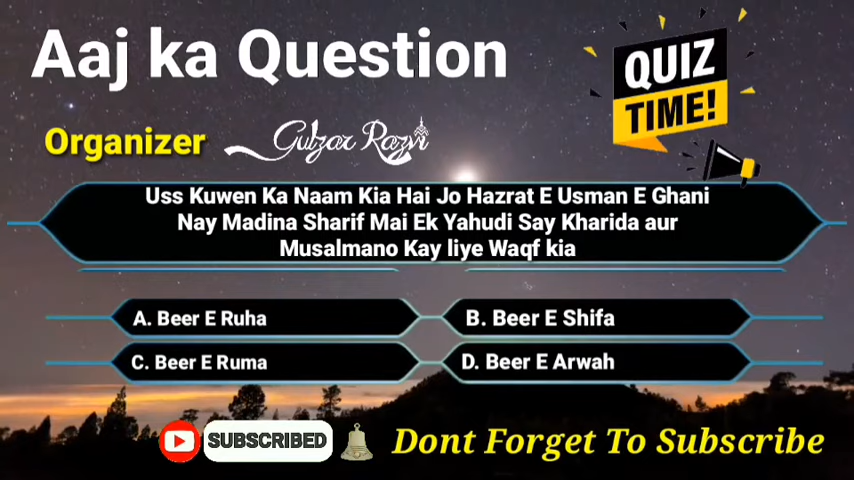 Aaj ka Question
QUIZ
TIME!
Organizer Gulzar Razvi
Uss Kuwen Ka Naam Kia Hai Jo Hazrat E Usman E Ghani
Nay Madina Sharif Mai Ek Yahudi Say Kharida aur
Musalmano Kay liye Waqf kia
A. Beer E Ruha
B. Beer E Shifa
C. Beer E Ruma
D. Beer E Arwah
SUBSCRIBED
Dont Forget To Subscribe